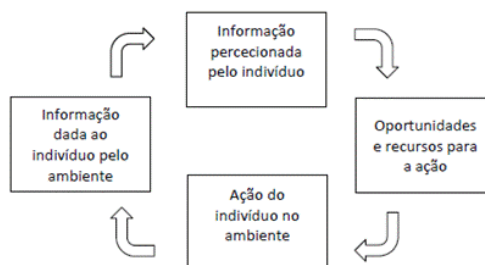 Informação
percecionada
pelo indivíduo
Oportunidades
e recursos para
a ação
Ação do
indivíduo no
ambiente
Informação
dada ao
indivíduo pelo
ambiente